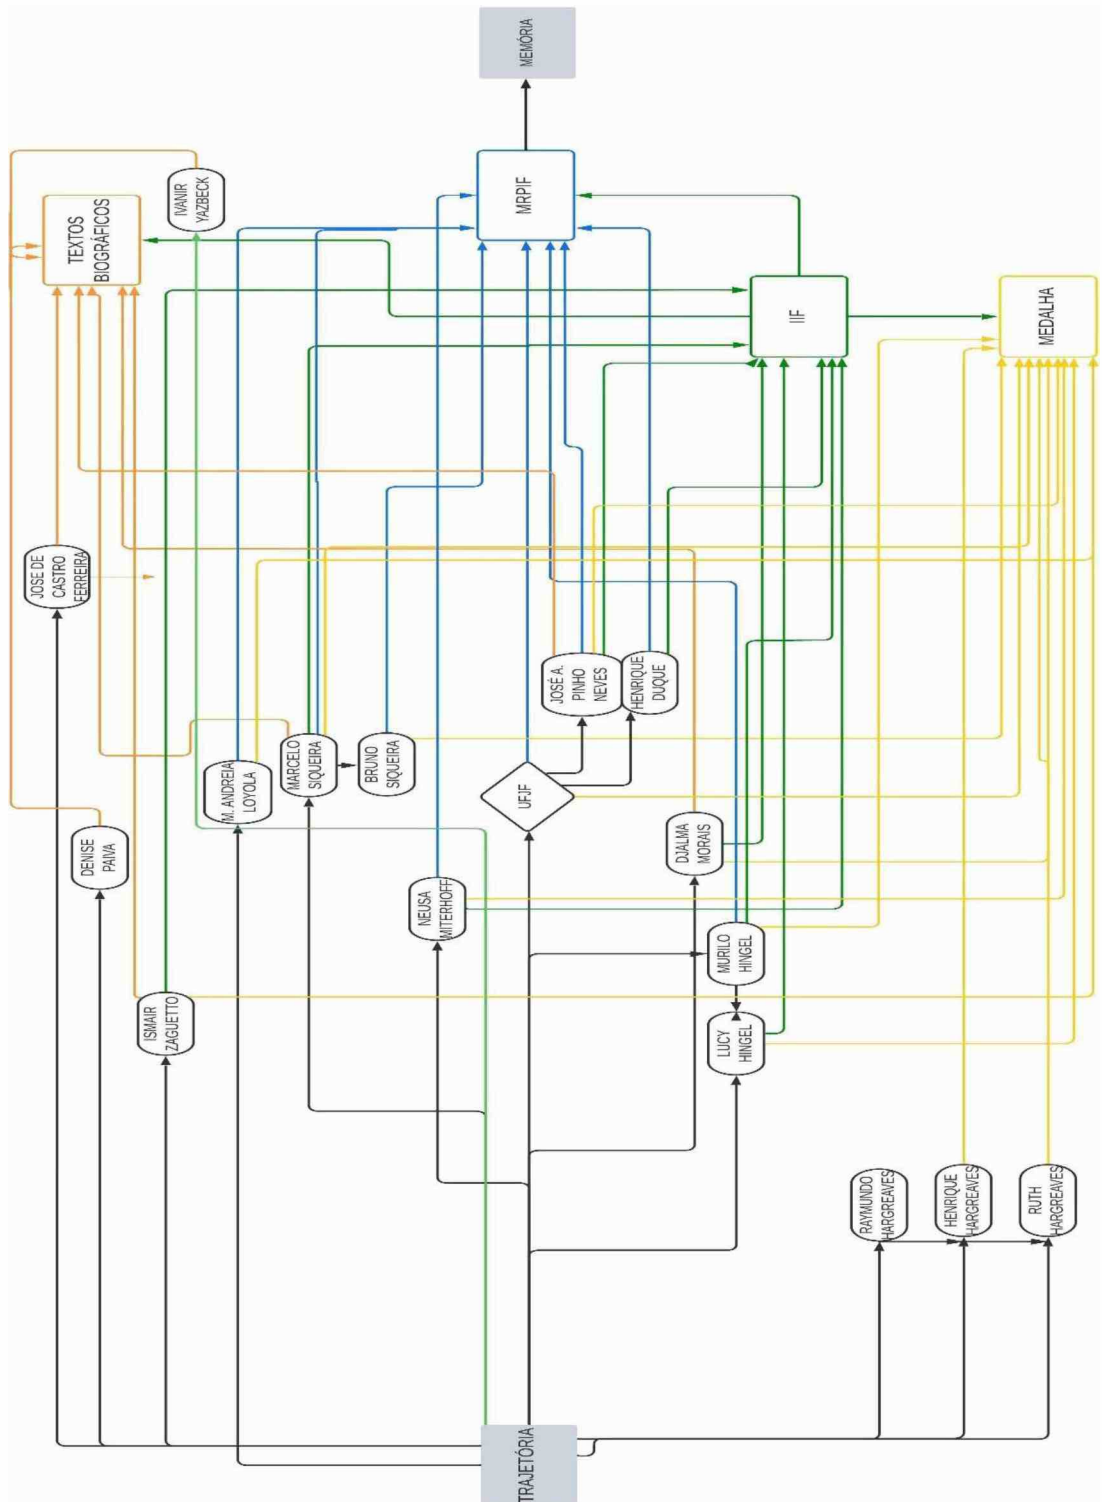 MEMÓRIA
IVANIR
YAZBECK
TEXTOS
BIOGRÁFICOS
MRPIF
IIF
MEDALHA
JOSE DE
CASTRO
FERREIRA
JOSÉ A.
PINHO
NEVES
HENRIQUE
DUQUE
M. ANDREIA
LOYOLA
MARCELO
SIQUEIRA
BRUNO
SIQUEIRA
UFJF
DENISE
PAIVA
DJALMA
MORAIS
NEUSA
MITERHOFF
MURILO
HINGEL
ISMAIR
ZAGUETTO
LUCY
HINGEL
RAYMUNDO
HARGREAVES
HENRIQUE
HARGREAVES
RUTH
HARGREAVES
TRAJETÓRIA